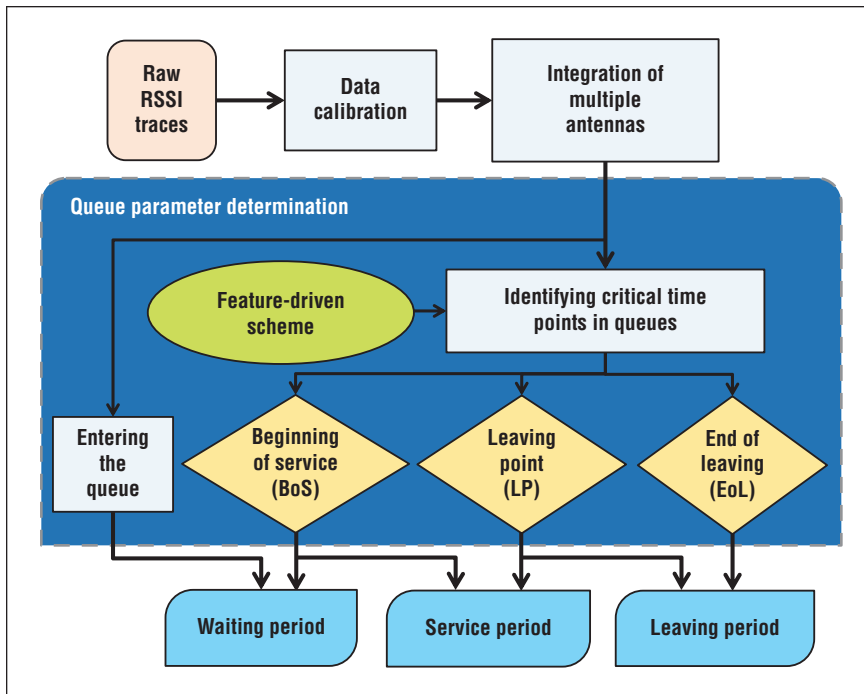 Raw
RSSI
traces
Data
calibration
Integration of
multiple
antennas
Queue parameter determination
Feature-driven
scheme
Identifying critical time
points in queues
Entering
the
queue
Beginning
of service
(BoS)
Leaving
point
(LP)
End of
leaving
(EoL)
Waiting period
Service period
Leaving period